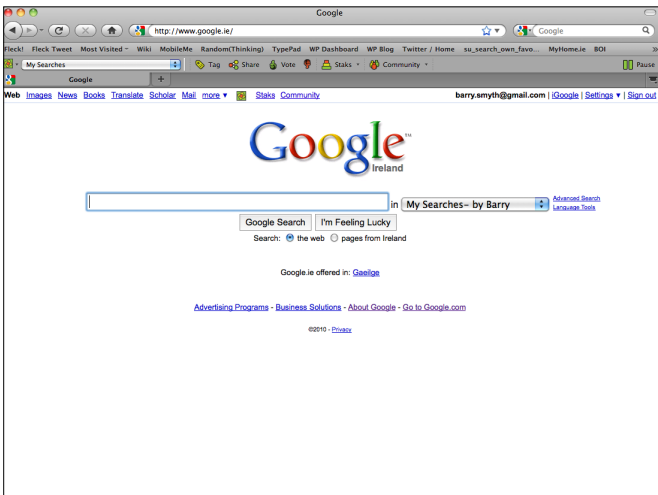 Google
http://www.google.ie/
Google
Fleck! Fleck Tweet Most Visited Wiki MobileMe Random(Thinking) TypePad WP Dashboard WP Blog Twitter / Home su_search_own_favo... MyHome.ie BOI »
My Searches Tag Share Vote Staks Community Pause
Google +
Web Images News Books Translate Scholar Mail more ▼ Staks Community barry.smyth@gmail.com | iGoogle | Settings ▼ | Sign out
Google™
Ireland
in My Searches- by Barry
Advanced Search
Language Tools
Google Search I'm Feeling Lucky
Search: the web pages from Ireland
Google.ie offered in: Gaeilge
Advertising Programs - Business Solutions - About Google - Go to Google.com
©2010 - Privacy